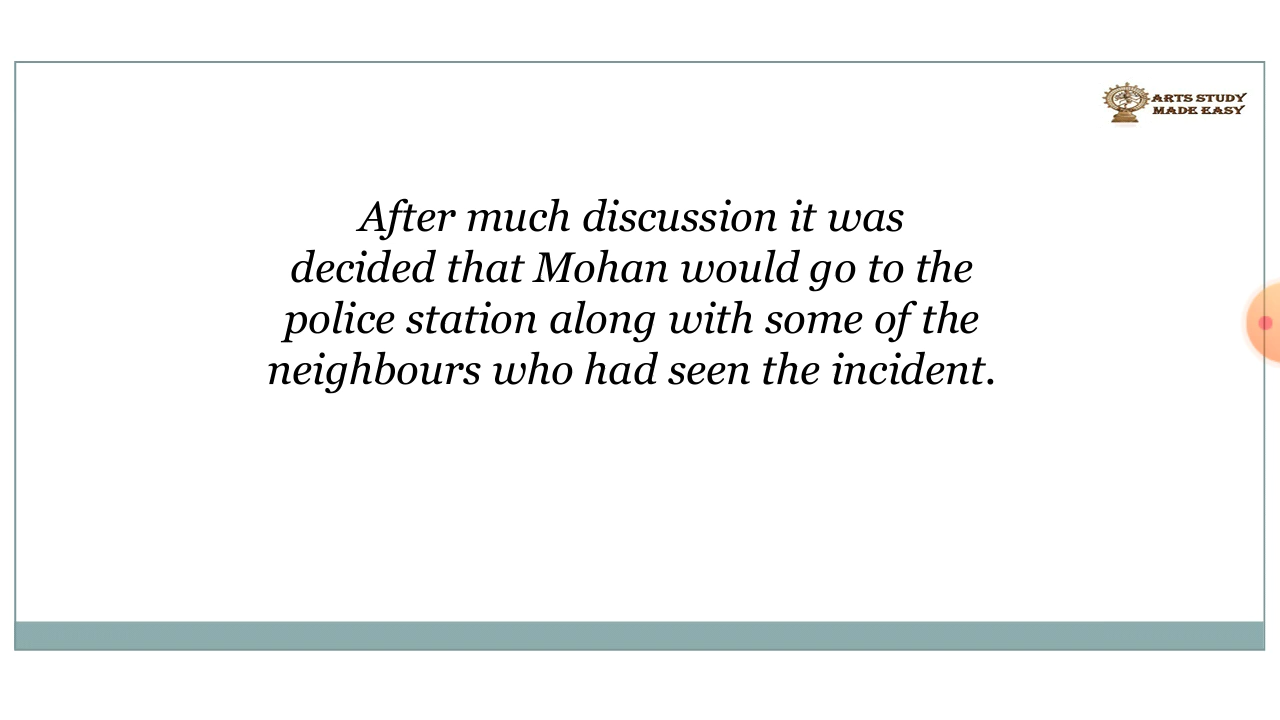 ARTS STUDY
MADE EASY
After much discussion it was
decided that Mohan would go to the
police station along with some of the
neighbours who had seen the incident.